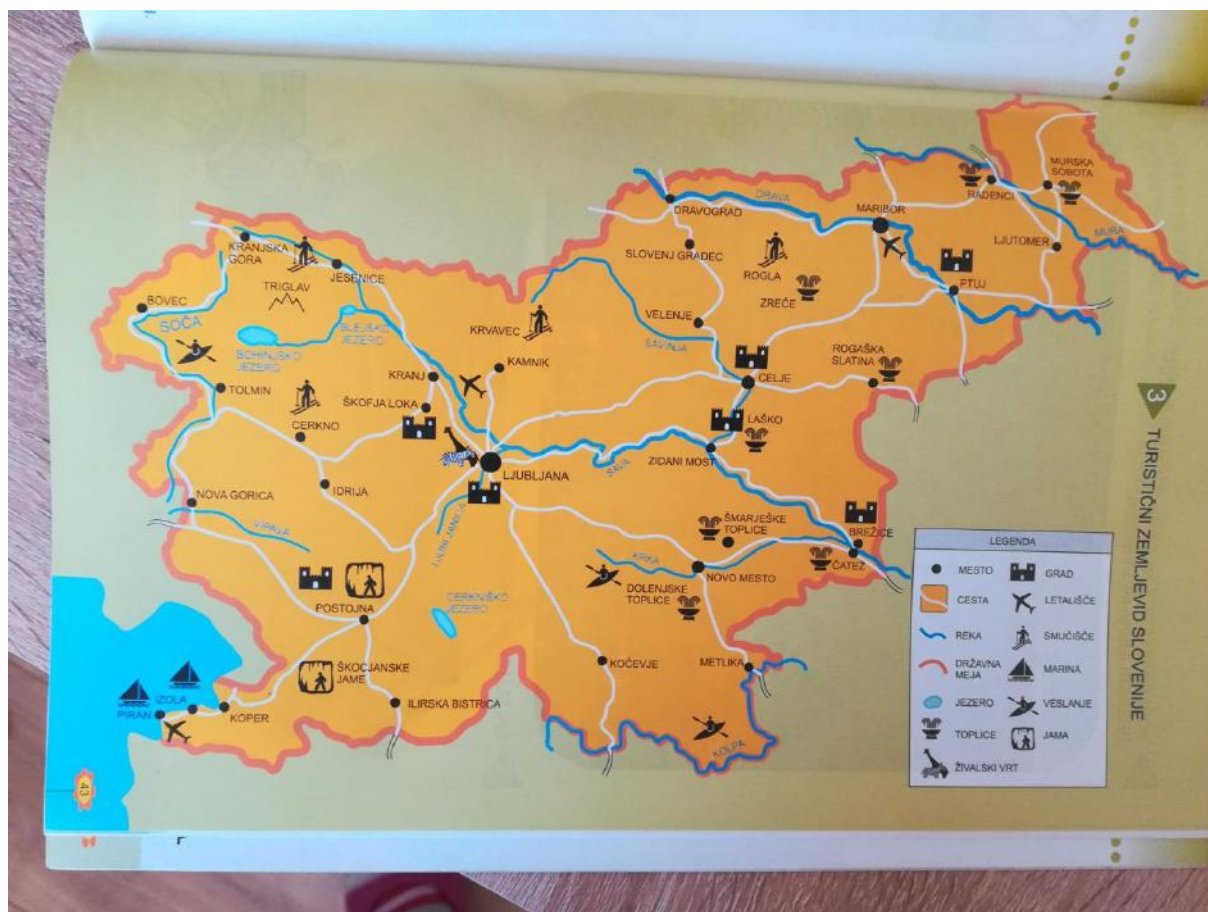 MURSKA
SOBOTA
RADENCI
DRAVA
DRAVOGRAD
MARIBOR
MURA
LJUTOMER
KRANJSKA
GORA
SLOVENJ GRADEC
ROGLA
JESENICE
TRIGLAV
ZREČE
PTUJ
BOVEC
SOČA
BLEJSKO
JEZERO
KRVAVEC
VELENJE
SAVINJA
BOHINJSKO
JEZERO
KAMNIK
ROGAŠKA
SLATINA
KRANJ
CELJE
TOLMIN
ŠKOFJA LOKA
LAŠKO
CERKNO
ZIDANI MOST
LJUBLJANA
SAVA
IDRIJA
NOVA GORICA
VIPAVA
LJUBLJANICA
ŠMARJEŠKE
TOPLICE
BREŽICE
ČATEŽ
KRKA
NOVO MESTO
DOLENJSKE
TOPLICE
POSTOJNA
CERKNIŠKO
JEZERO
ŠKOCJANSKE
JAME
KOČEVJE
METLIKA
IZOLA
PIRAN
KOPER
ILIRSKA BISTRICA
KOLPA
LEGENDA
MESTO
GRAD
CESTA
LETALIŠČE
REKA
SMUČIŠČE
DRŽAVNA
MEJA
MARINA
JEZERO
VESLANJE
TOPLICE
JAMA
ŽIVALSKI VRT
3 TURISTIČNI ZEMLJEVID SLOVENIJE
43